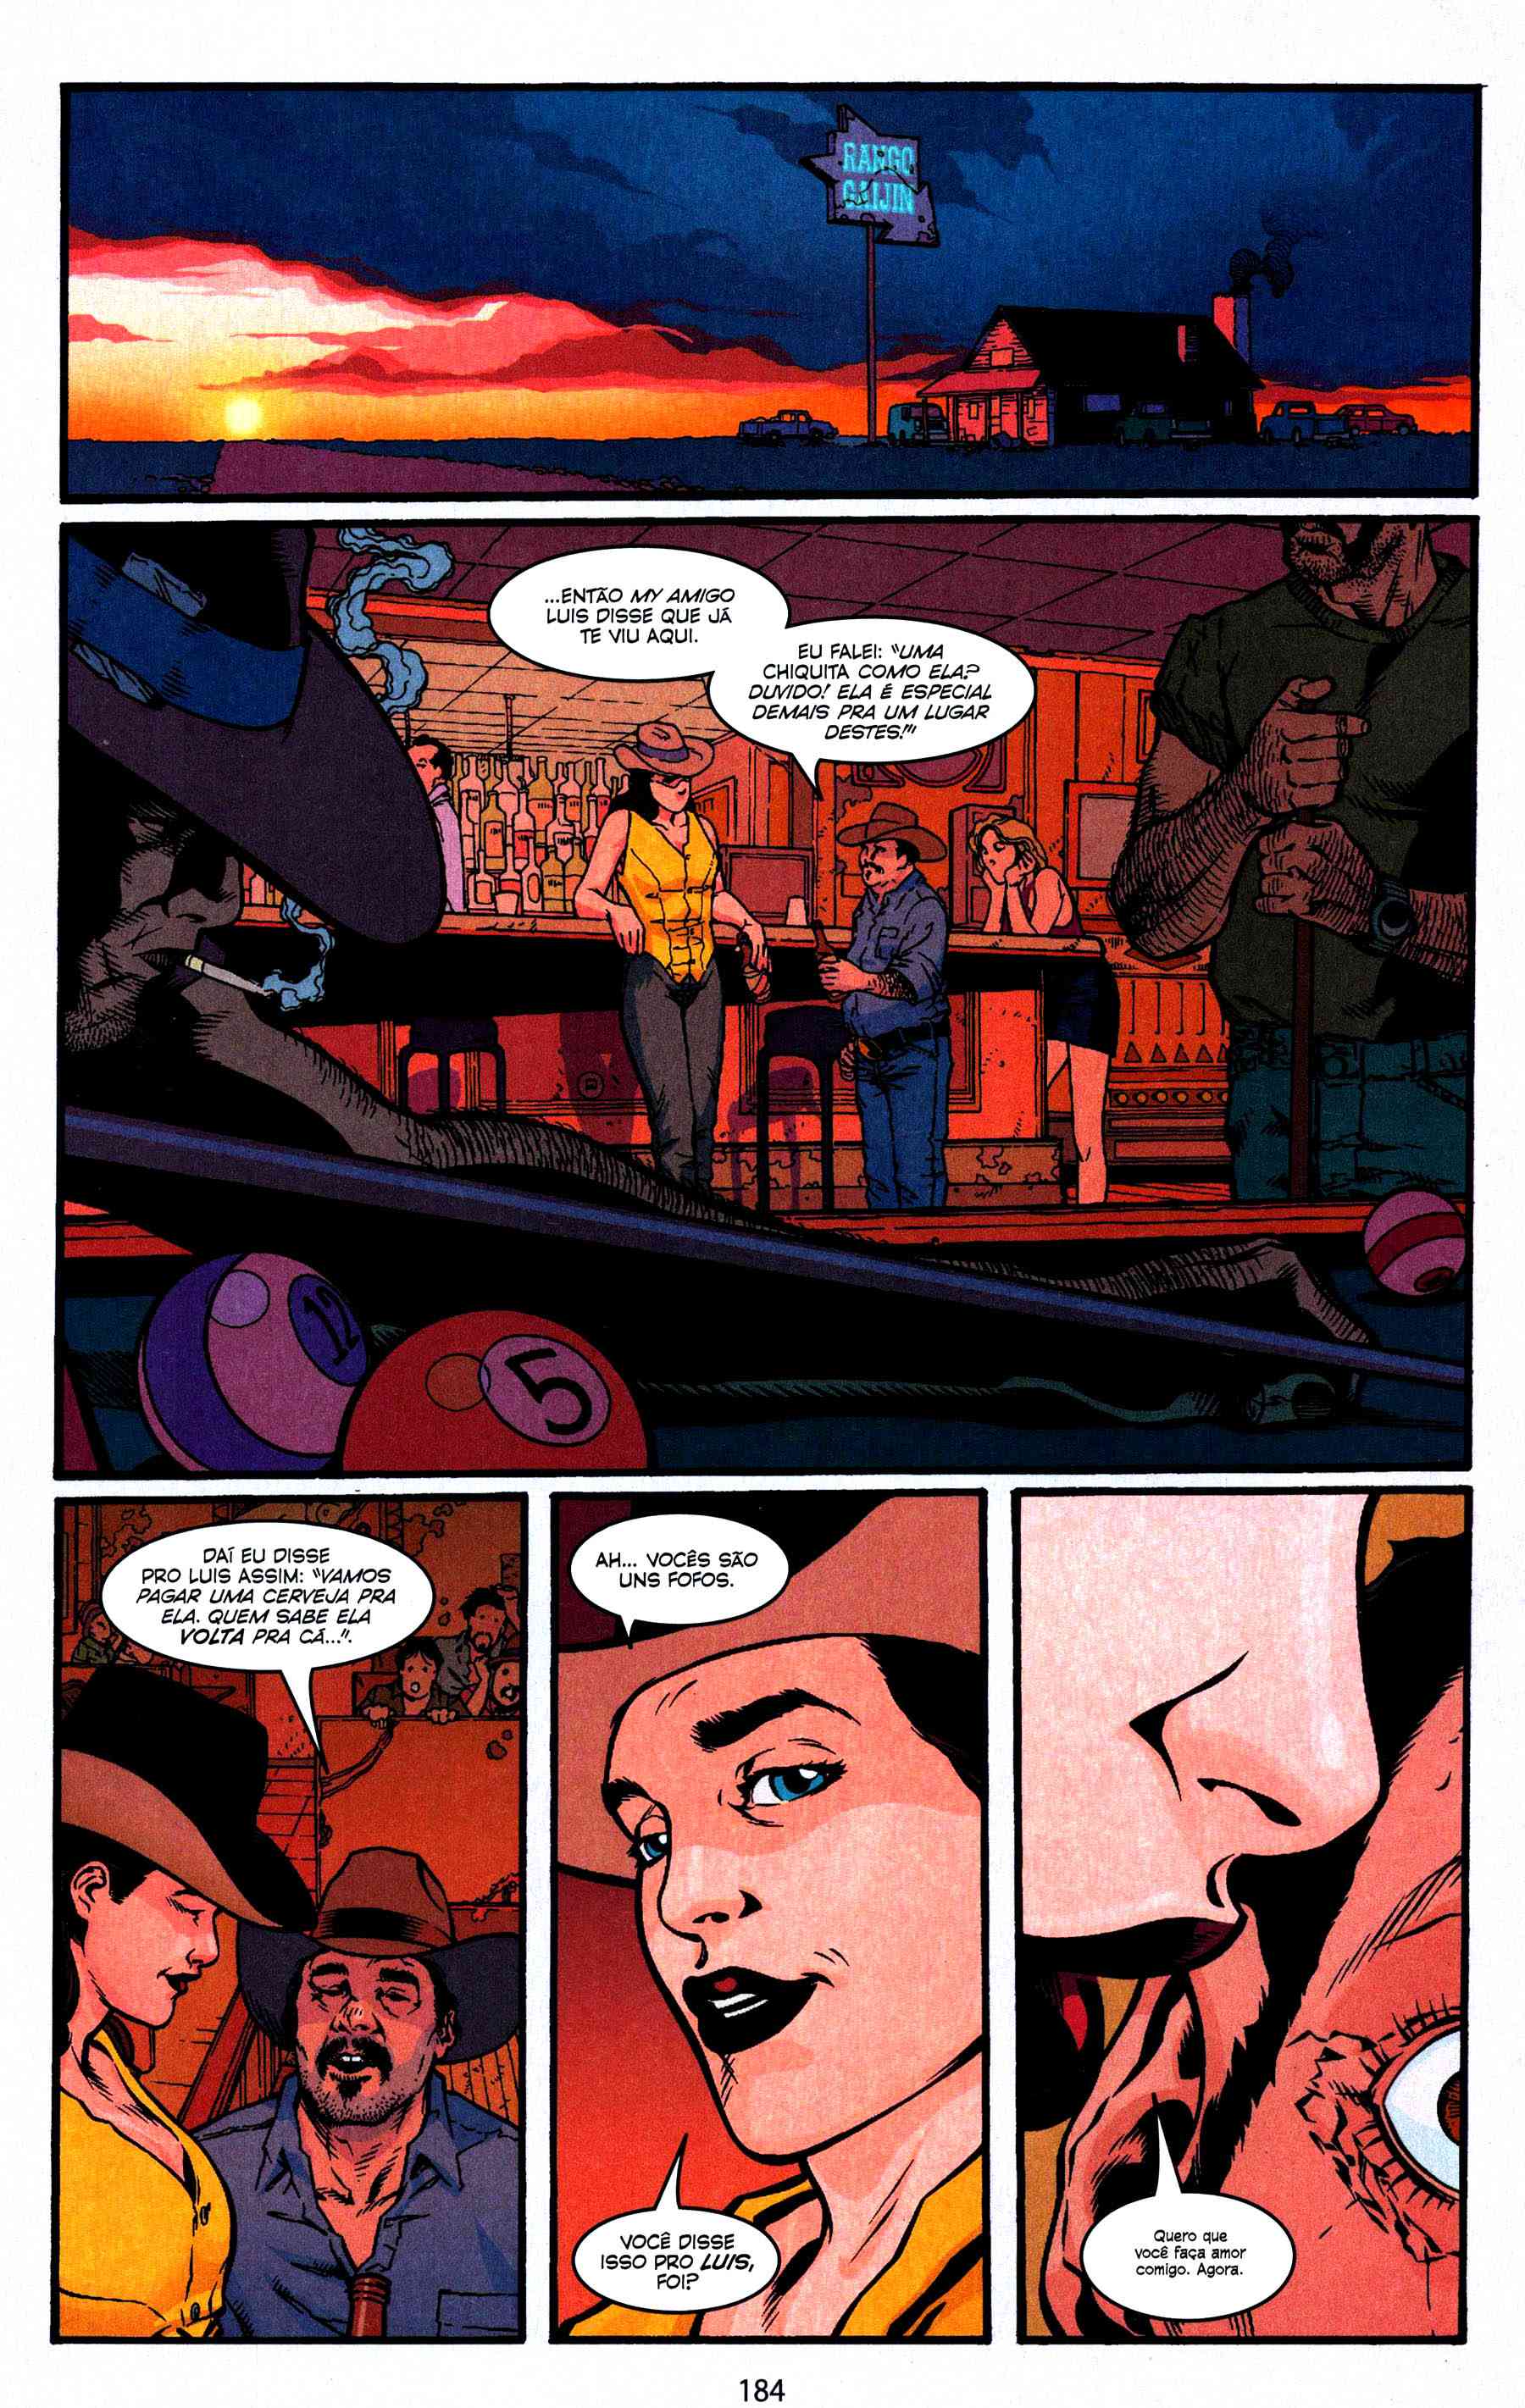 RANGO
GAIJIN
...ENTÃO MY AMIGO
LUIS DISSE QUE JÁ
TE VIU AQUI.
EU FALEI: "UMA
CHIQUITA COMO ELA?
DUVIDO! ELA É ESPECIAL
DEMAIS PRA UM LUGAR
DESTES!"
12
5
DAÍ EU DISSE
PRO LUIS ASSIM: "VAMOS
PAGAR UMA CERVEJA PRA
ELA. QUEM SABE ELA
VOLTA PRA CÁ...".
AH... VOCÊS SÃO
UNS FOFOS.
VOCÊ DISSE
ISSO PRO LUIS,
FOI?
Quero que
você faça amor
comigo. Agora.
184